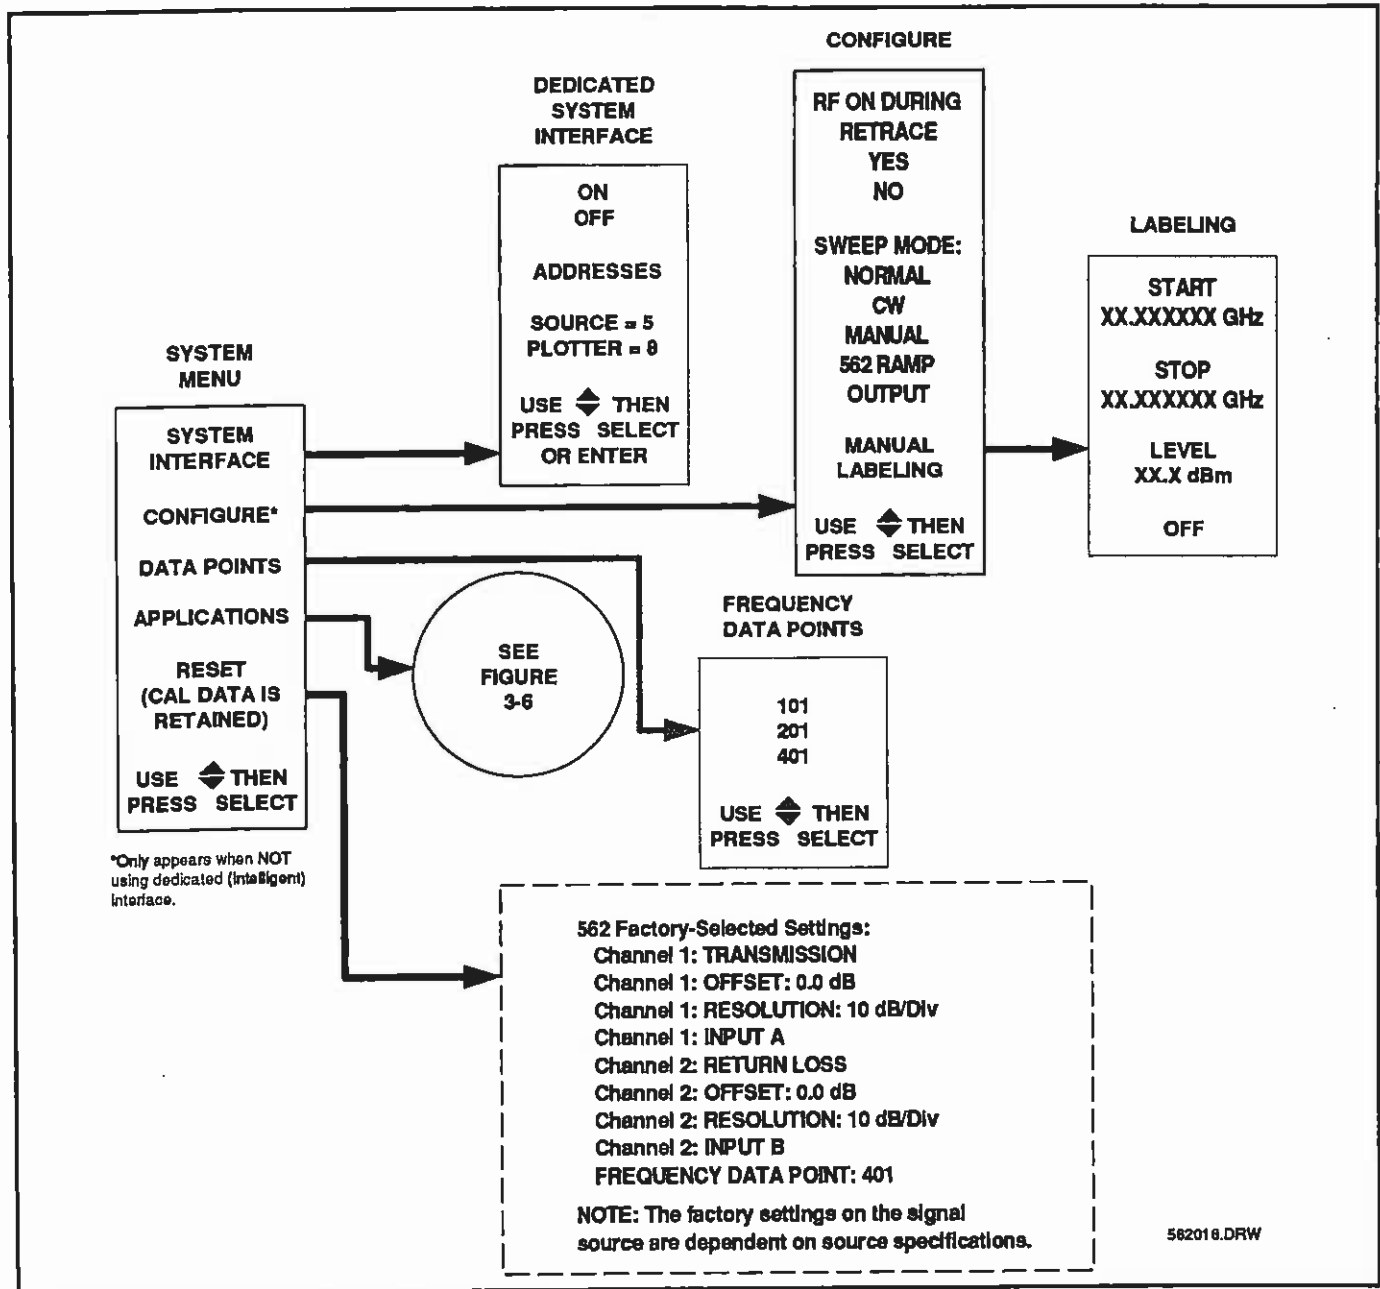 CONFIGURE
RF ON DURING
RETRACE
YES
NO
SWEEP MODE:
NORMAL
CW
MANUAL
562 RAMP
OUTPUT
MANUAL
LABELING
USE THEN
PRESS SELECT
DEDICATED
SYSTEM
INTERFACE
ON
OFF
ADDRESSES
SOURCE = 5
PLOTTER = 8
USE THEN
PRESS SELECT
OR ENTER
LABELING
START
XX.XXXXXX GHz
STOP
XX.XXXXXX GHz
LEVEL
XX.X dBm
OFF
SYSTEM
MENU
SYSTEM
INTERFACE
CONFIGURE*
DATA POINTS
APPLICATIONS
RESET
(CAL DATA IS
RETAINED)
USE THEN
PRESS SELECT
*Only appears when NOT
using dedicated (Intelligent)
Interface.
SEE
FIGURE
3-6
FREQUENCY
DATA POINTS
101
201
401
USE THEN
PRESS SELECT
562 Factory-Selected Settings:
Channel 1: TRANSMISSION
Channel 1: OFFSET: 0.0 dB
Channel 1: RESOLUTION: 10 dB/Div
Channel 1: INPUT A
Channel 2: RETURN LOSS
Channel 2: OFFSET: 0.0 dB
Channel 2: RESOLUTION: 10 dB/Div
Channel 2: INPUT B
FREQUENCY DATA POINT: 401
NOTE: The factory settings on the signal
source are dependent on source specifications.
562016.DRW